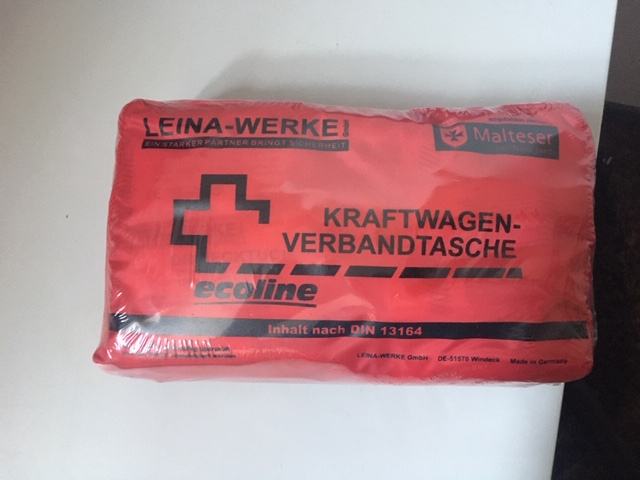 LEINA-WERKE GMBH
EIN STARKER PARTNER BRINGT SICHERHEIT
Malteser
KRAFTWAGEN-
VERBANDTASCHE
ecoline
Inhalt nach DIN 13164
LEINA-WERKE GmbH DE-51570 Windeck Made in Germany